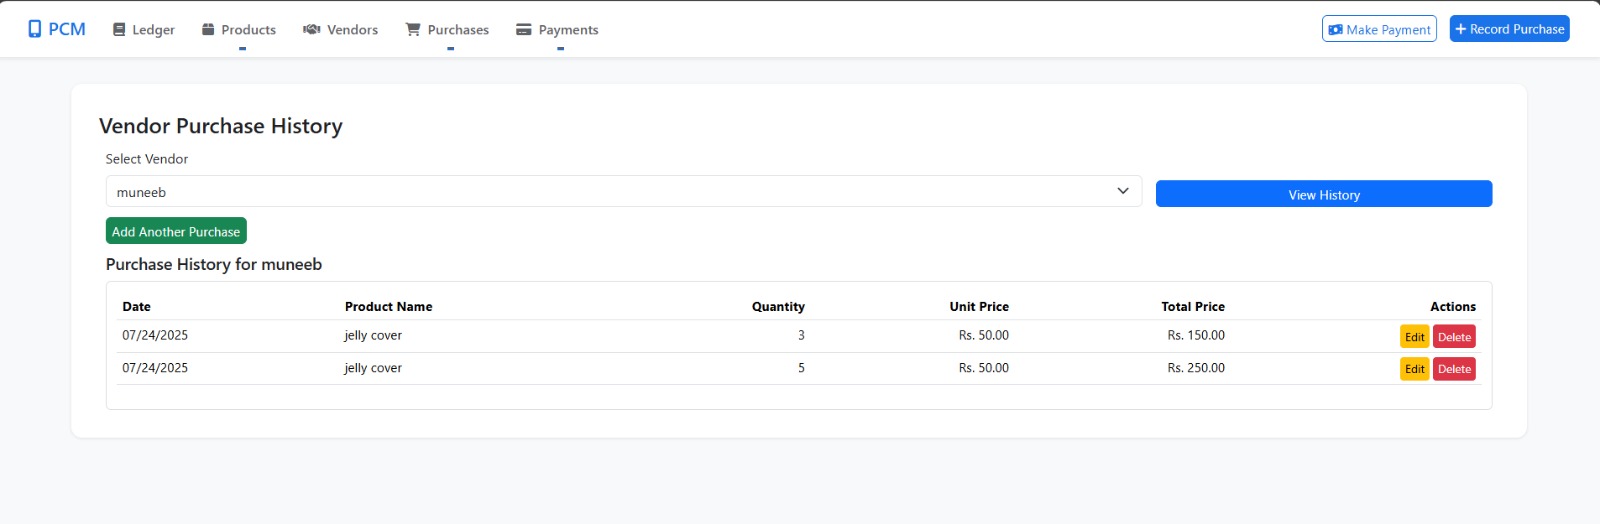 PCM Ledger Products Vendors Purchases Payments Make Payment + Record Purchase
Vendor Purchase History
Select Vendor
muneeb
View History
Add Another Purchase
Purchase History for muneeb
Date Product Name Quantity Unit Price Total Price Actions
07/24/2025 jelly cover 3 Rs. 50.00 Rs. 150.00 Edit Delete
07/24/2025 jelly cover 5 Rs. 50.00 Rs. 250.00 Edit Delete